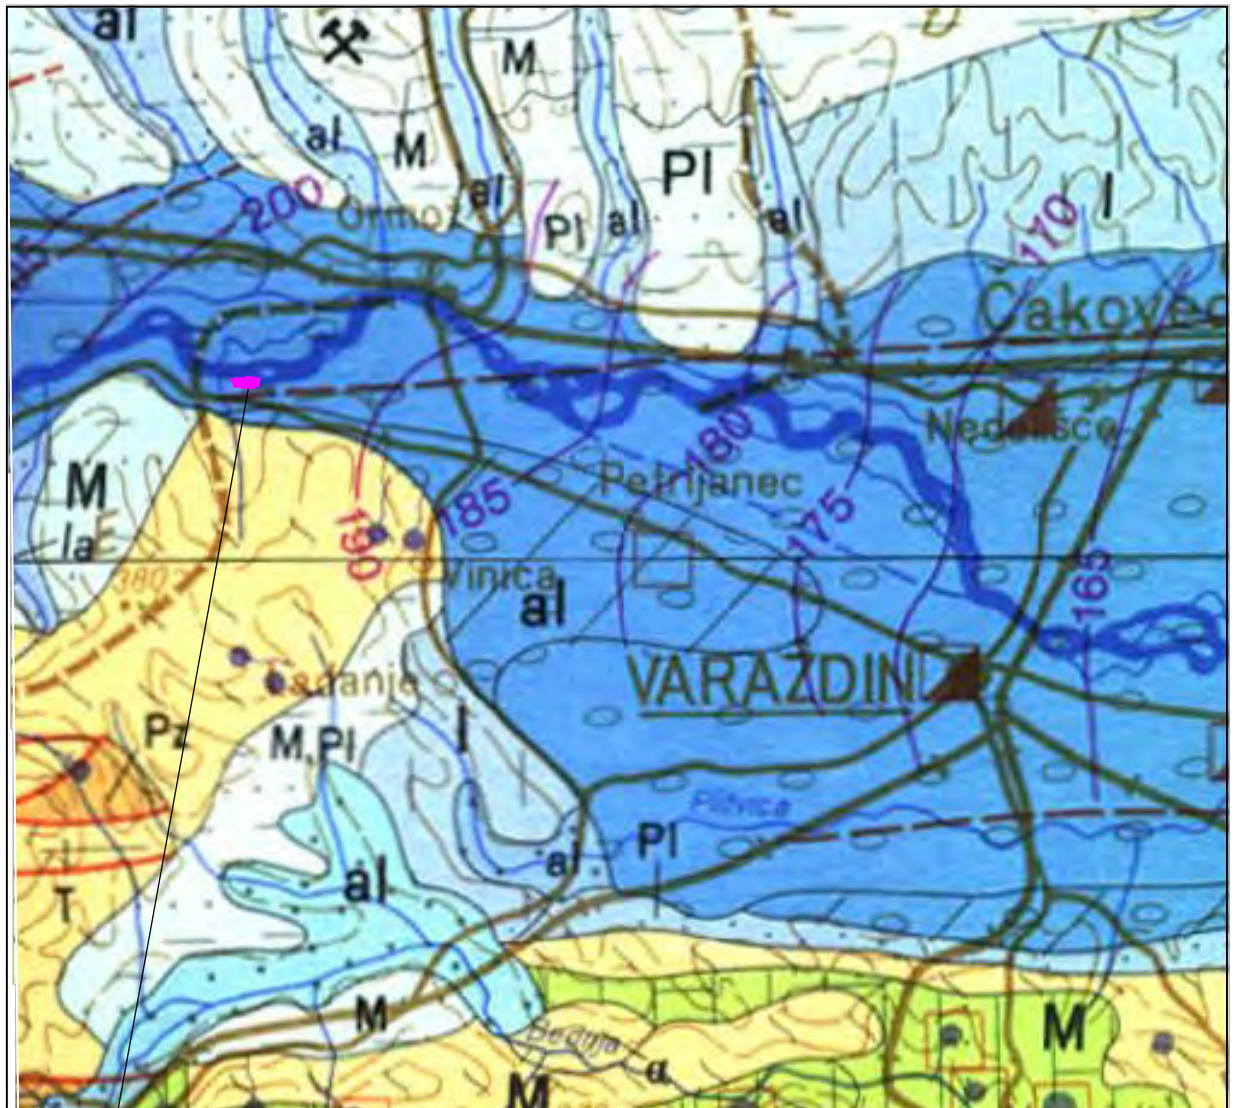 al
M
al
M
Pl
al
200
Ormož
Pl
al
al
170
l
Čakovec
Nedelišće
180
Petrijanec
M
185
175
la
190
380
Vinica
al
165
VARAŽDIN
Ladanje
Pz
M,Pl
l
Plitvica
Pl
al
al
T
M
Bednja
M
α
M